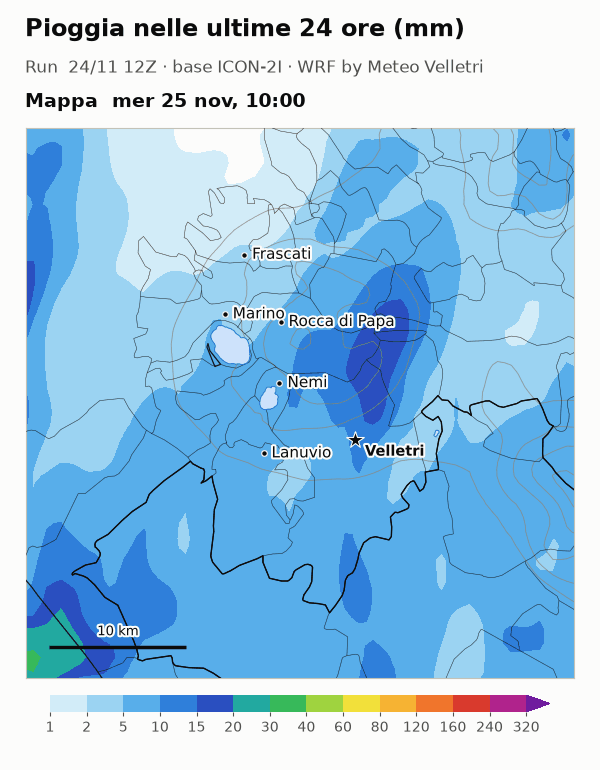 Pioggia nelle ultime 24 ore (mm)
Run 24/11 12Z · base ICON-2I · WRF by Meteo Velletri
Mappa mer 25 nov, 10:00
Frascati
Marino
Rocca di Papa
Nemi
Velletri
Lanuvio
10 km
1 2 5 10 15 20 30 40 60 80 120 160 240 320